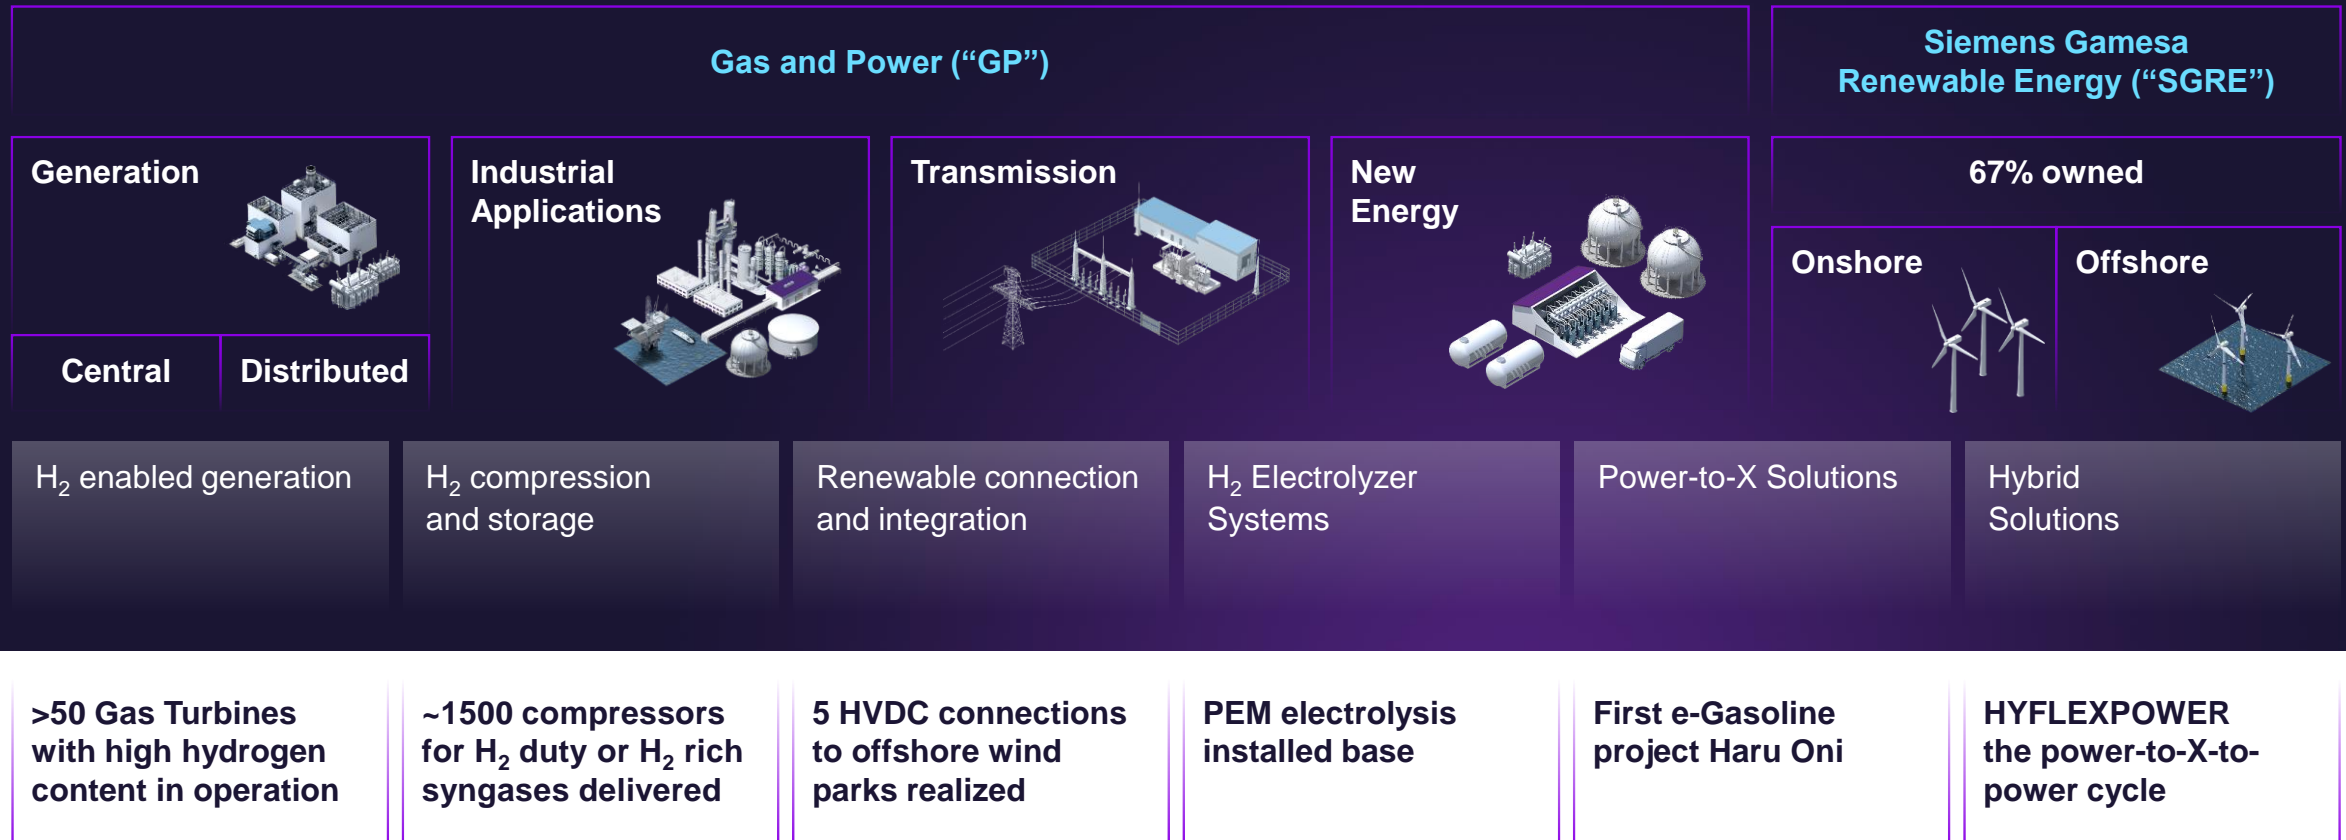 Gas and Power (“GP”)
Siemens Gamesa
Renewable Energy (“SGRE”)
Generation
Central
Distributed
Industrial
Applications
Transmission
New
Energy
67% owned
Onshore
Offshore
H₂ enabled generation
H₂ compression
and storage
Renewable connection
and integration
H₂ Electrolyzer
Systems
Power-to-X Solutions
Hybrid
Solutions
>50 Gas Turbines
with high hydrogen
content in operation
~1500 compressors
for H₂ duty or H₂ rich
syngases delivered
5 HVDC connections
to offshore wind
parks realized
PEM electrolysis
installed base
First e-Gasoline
project Haru Oni
HYFLEXPOWER
the power-to-X-to-
power cycle